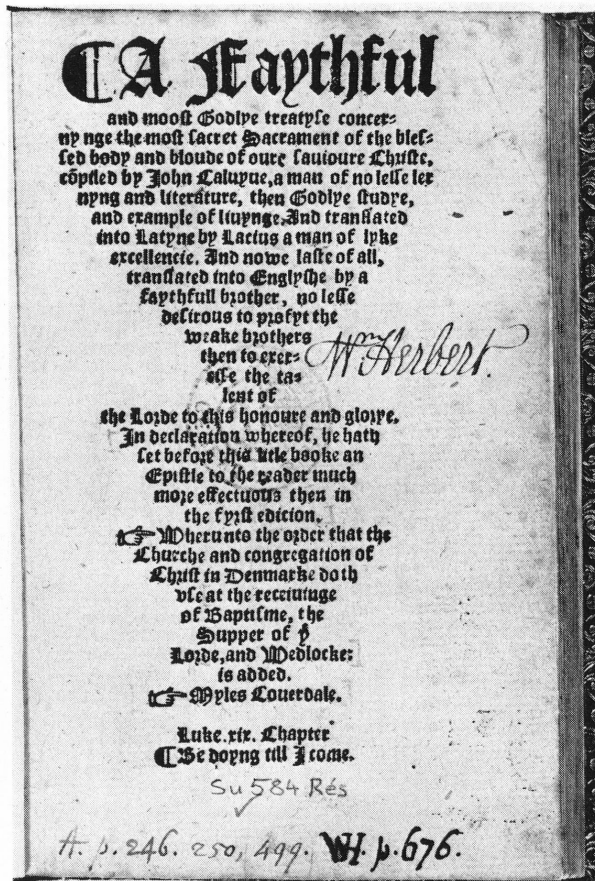 ¶A Faythful
and moost Godlye treatyse concer-
nynge the most sacret Sacrament of the bles-
sed body and bloude of oure sauioure Christe,
cōpiled by John Caluyne, a man of no lesse ler
nyng and literature, then Godlye studye,
and example of liuynge. And translated
into Latyne by Lacius a man of lyke
excellencie. And nowe laste of all,
translated into Englyshe by a
faythfull brother, no lesse
desirous to profyt the
weake brothers
then to exer-
cise the ta-
lent of
the Lorde to this honoure and glorye.
In declaration whereof, he hath
set before this litle booke an
Epistle to the reader much
more effectuous then in
the fyrst edicion.
☞ Wherunto the order that the
Churche and congregation of
Christ in Denmarke doth
vse at the receiuinge
of Baptisme, the
Supper of yͤ
Lorde, and Wedlocke:
is added.
☞ Myles Couerdale.
Wm Herbert.
Luke.xix. Chapter
¶Be doyng till I come.
Su 584 Rés
A. p. 246. 250, 499. WH. p. 676.